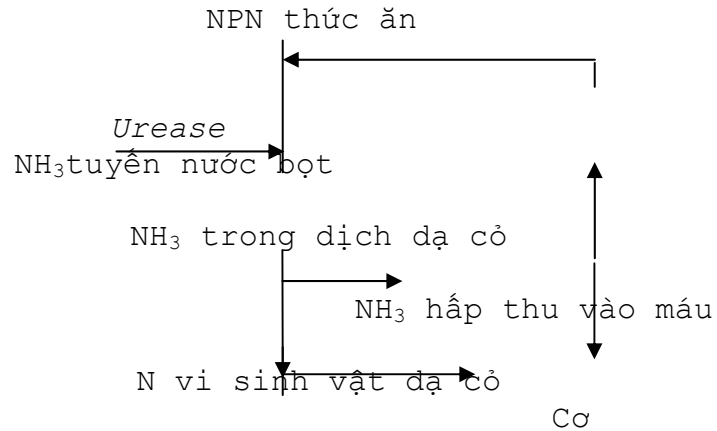 NPN thức ăn
Urease
NH₃tuyến nước bọt
NH₃ trong dịch dạ cỏ
NH₃ hấp thu vào máu
N vi sinh vật dạ cỏ
Cơ